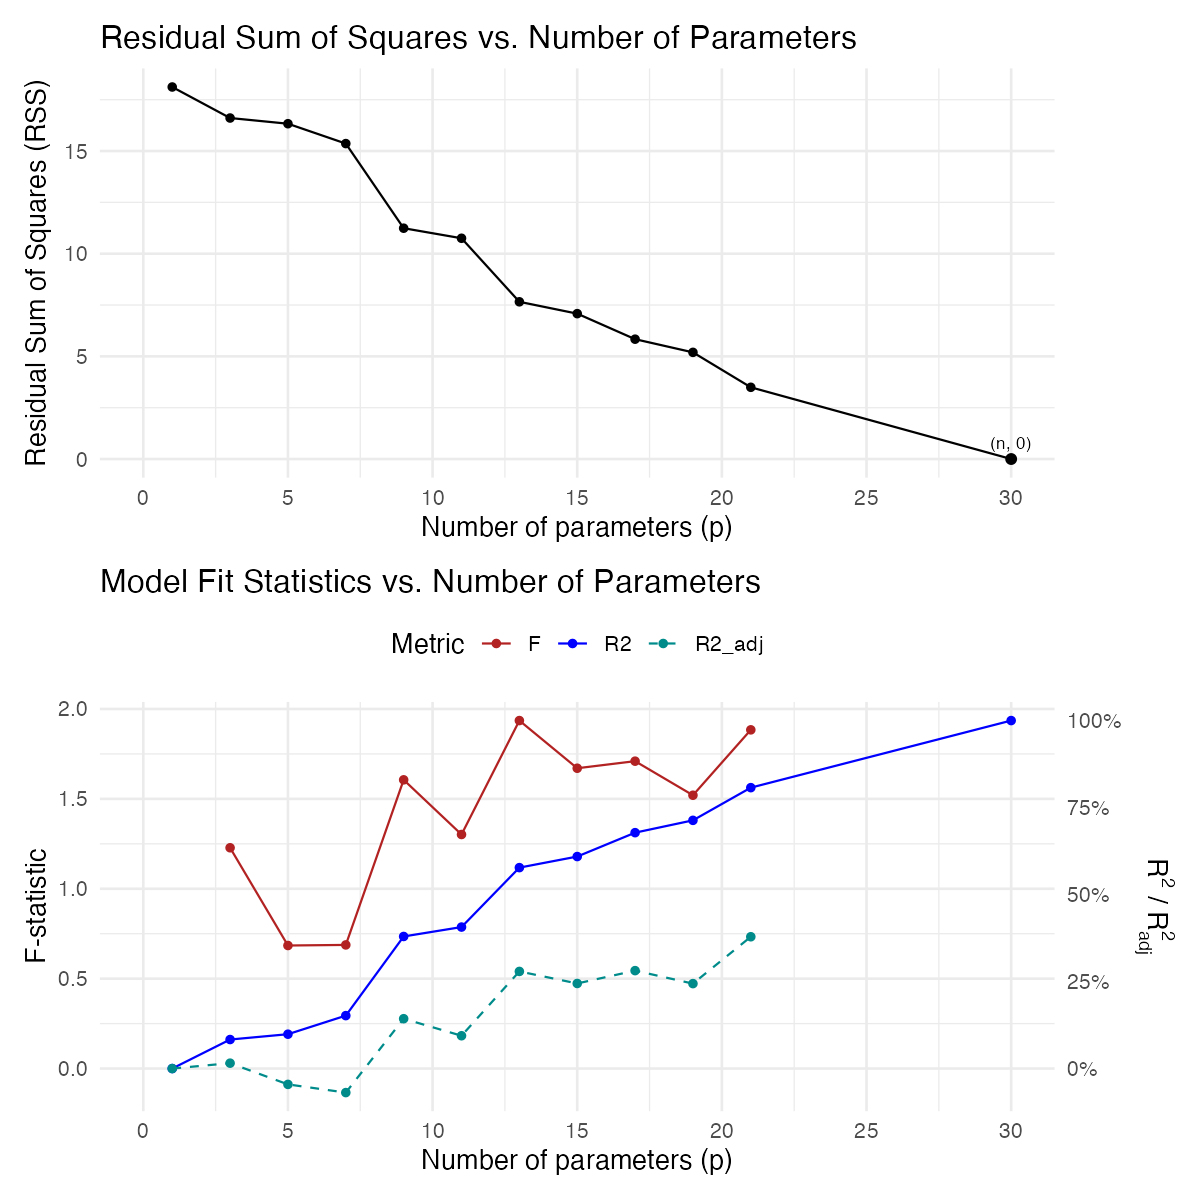 Residual Sum of Squares vs. Number of Parameters
Residual Sum of Squares (RSS)
15
10
5
0
(n, 0)
0 5 10 15 20 25 30
Number of parameters (p)
Model Fit Statistics vs. Number of Parameters
Metric F R2 R2_adj
F-statistic
2.0
1.5
1.0
0.5
0.0
100%
75%
50%
25%
0%
R² / R²adj
0 5 10 15 20 25 30
Number of parameters (p)